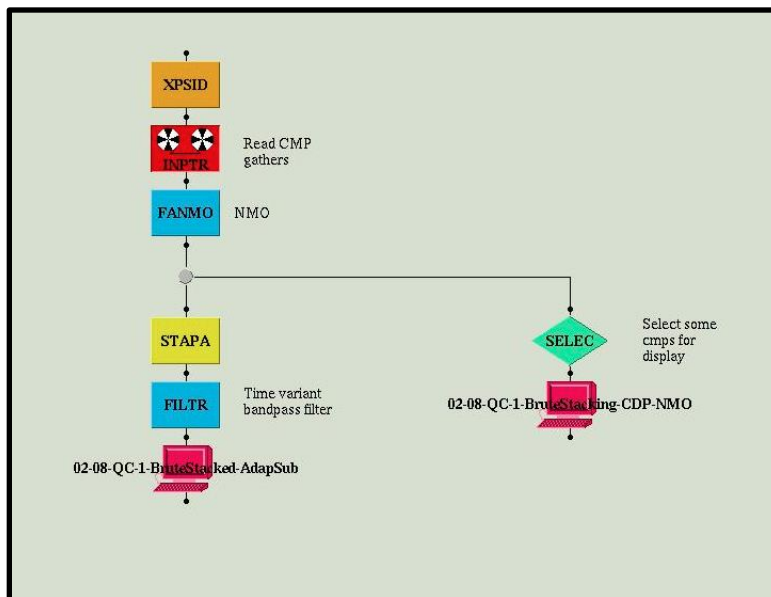 XPSID
INPTR
Read CMP
gathers
FANMO
NMO
STAPA
SELEC
Select some
cmps for
display
FILTR
Time variant
bandpass filter
02-08-QC-1-BruteStacking-CDP-NMO
02-08-QC-1-BruteStacked-AdapSub